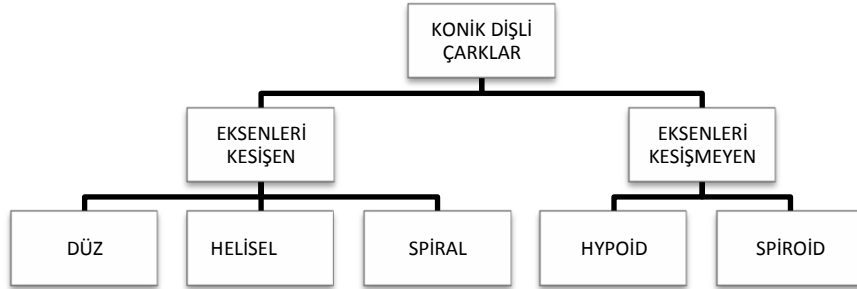 KONİK DİŞLİ
ÇARKLAR
EKSENLERİ
KESİŞEN
EKSENLERİ
KESİŞMEYEN
DÜZ
HELİSEL
SPİRAL
HYPOİD
SPİROİD